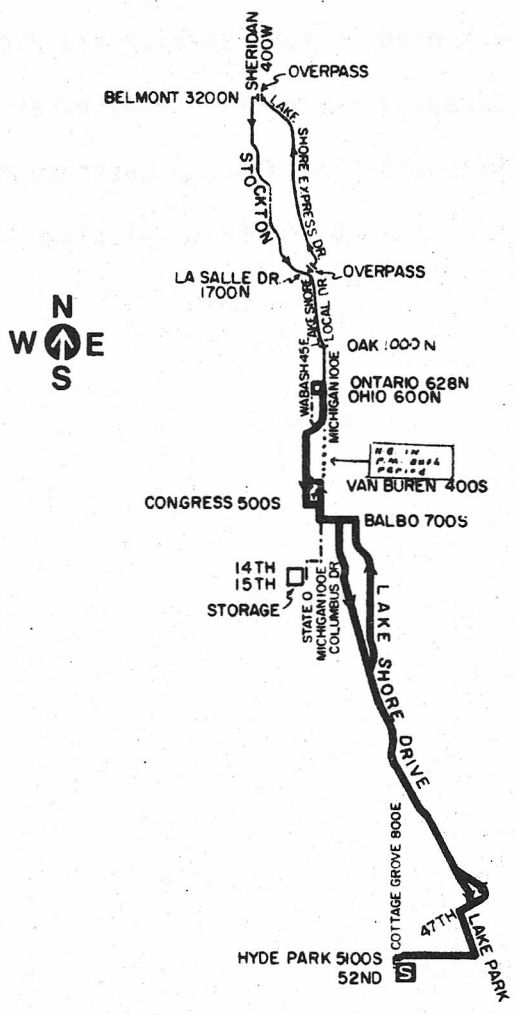 SHERIDAN
400W
OVERPASS
BELMONT 3200N
LAKE SHORE EXPRESS DR.
STOCKTON
LA SALLE DR.
1700N
OVERPASS
LAKE SHORE
LOCAL DR.
N
W E
S
OAK 1000 N
WABASH 45E
MICHIGAN 100E
ONTARIO 628N
OHIO 600N
N.B. IN
P.M. RUSH
PERIOD
VAN BUREN 400S
CONGRESS 500S
BALBO 700S
14TH
15TH
STORAGE
STATE 0
MICHIGAN 100E
COLUMBUS DR
LAKE SHORE DRIVE
COTTAGE GROVE 800E
47TH
LAKE PARK
HYDE PARK 5100S
52ND
S